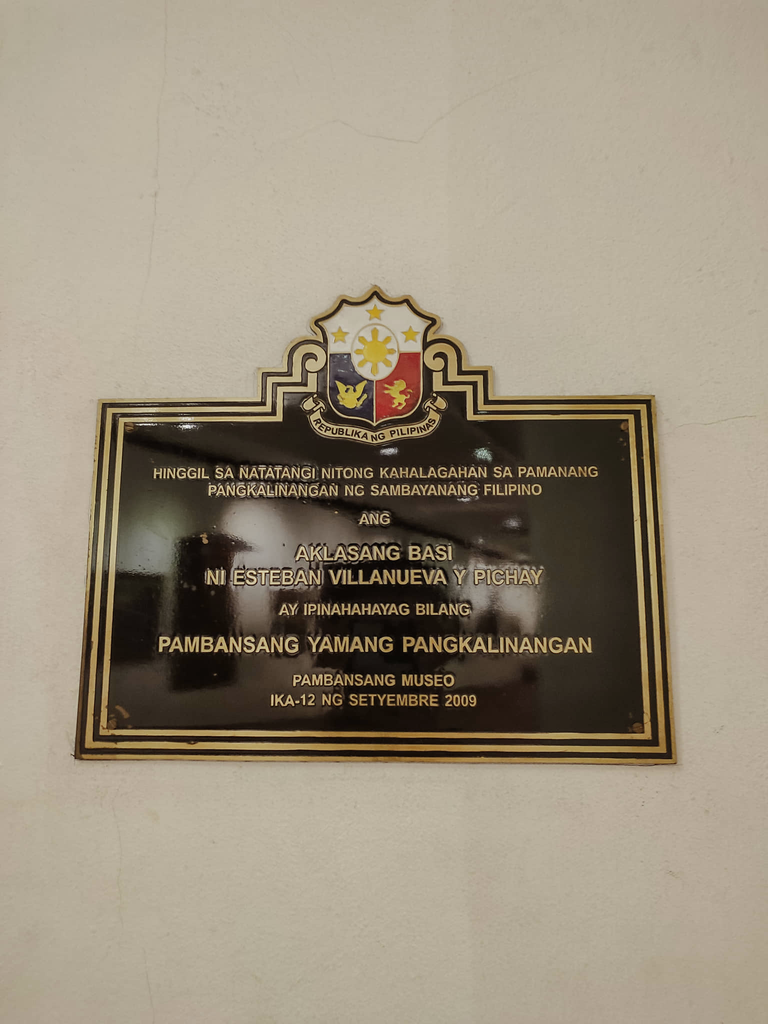 REPUBLIKA NG PILIPINAS
HINGGIL SA NATATANGI NITONG KAHALAGAHAN SA PAMANANG
PANGKALINANGAN NG SAMBAYANANG FILIPINO
ANG
AKLASANG BASI
NI ESTEBAN VILLANUEVA Y PICHAY
AY IPINAHAHAYAG BILANG
PAMBANSANG YAMANG PANGKALINANGAN
PAMBANSANG MUSEO
IKA-12 NG SETYEMBRE 2009